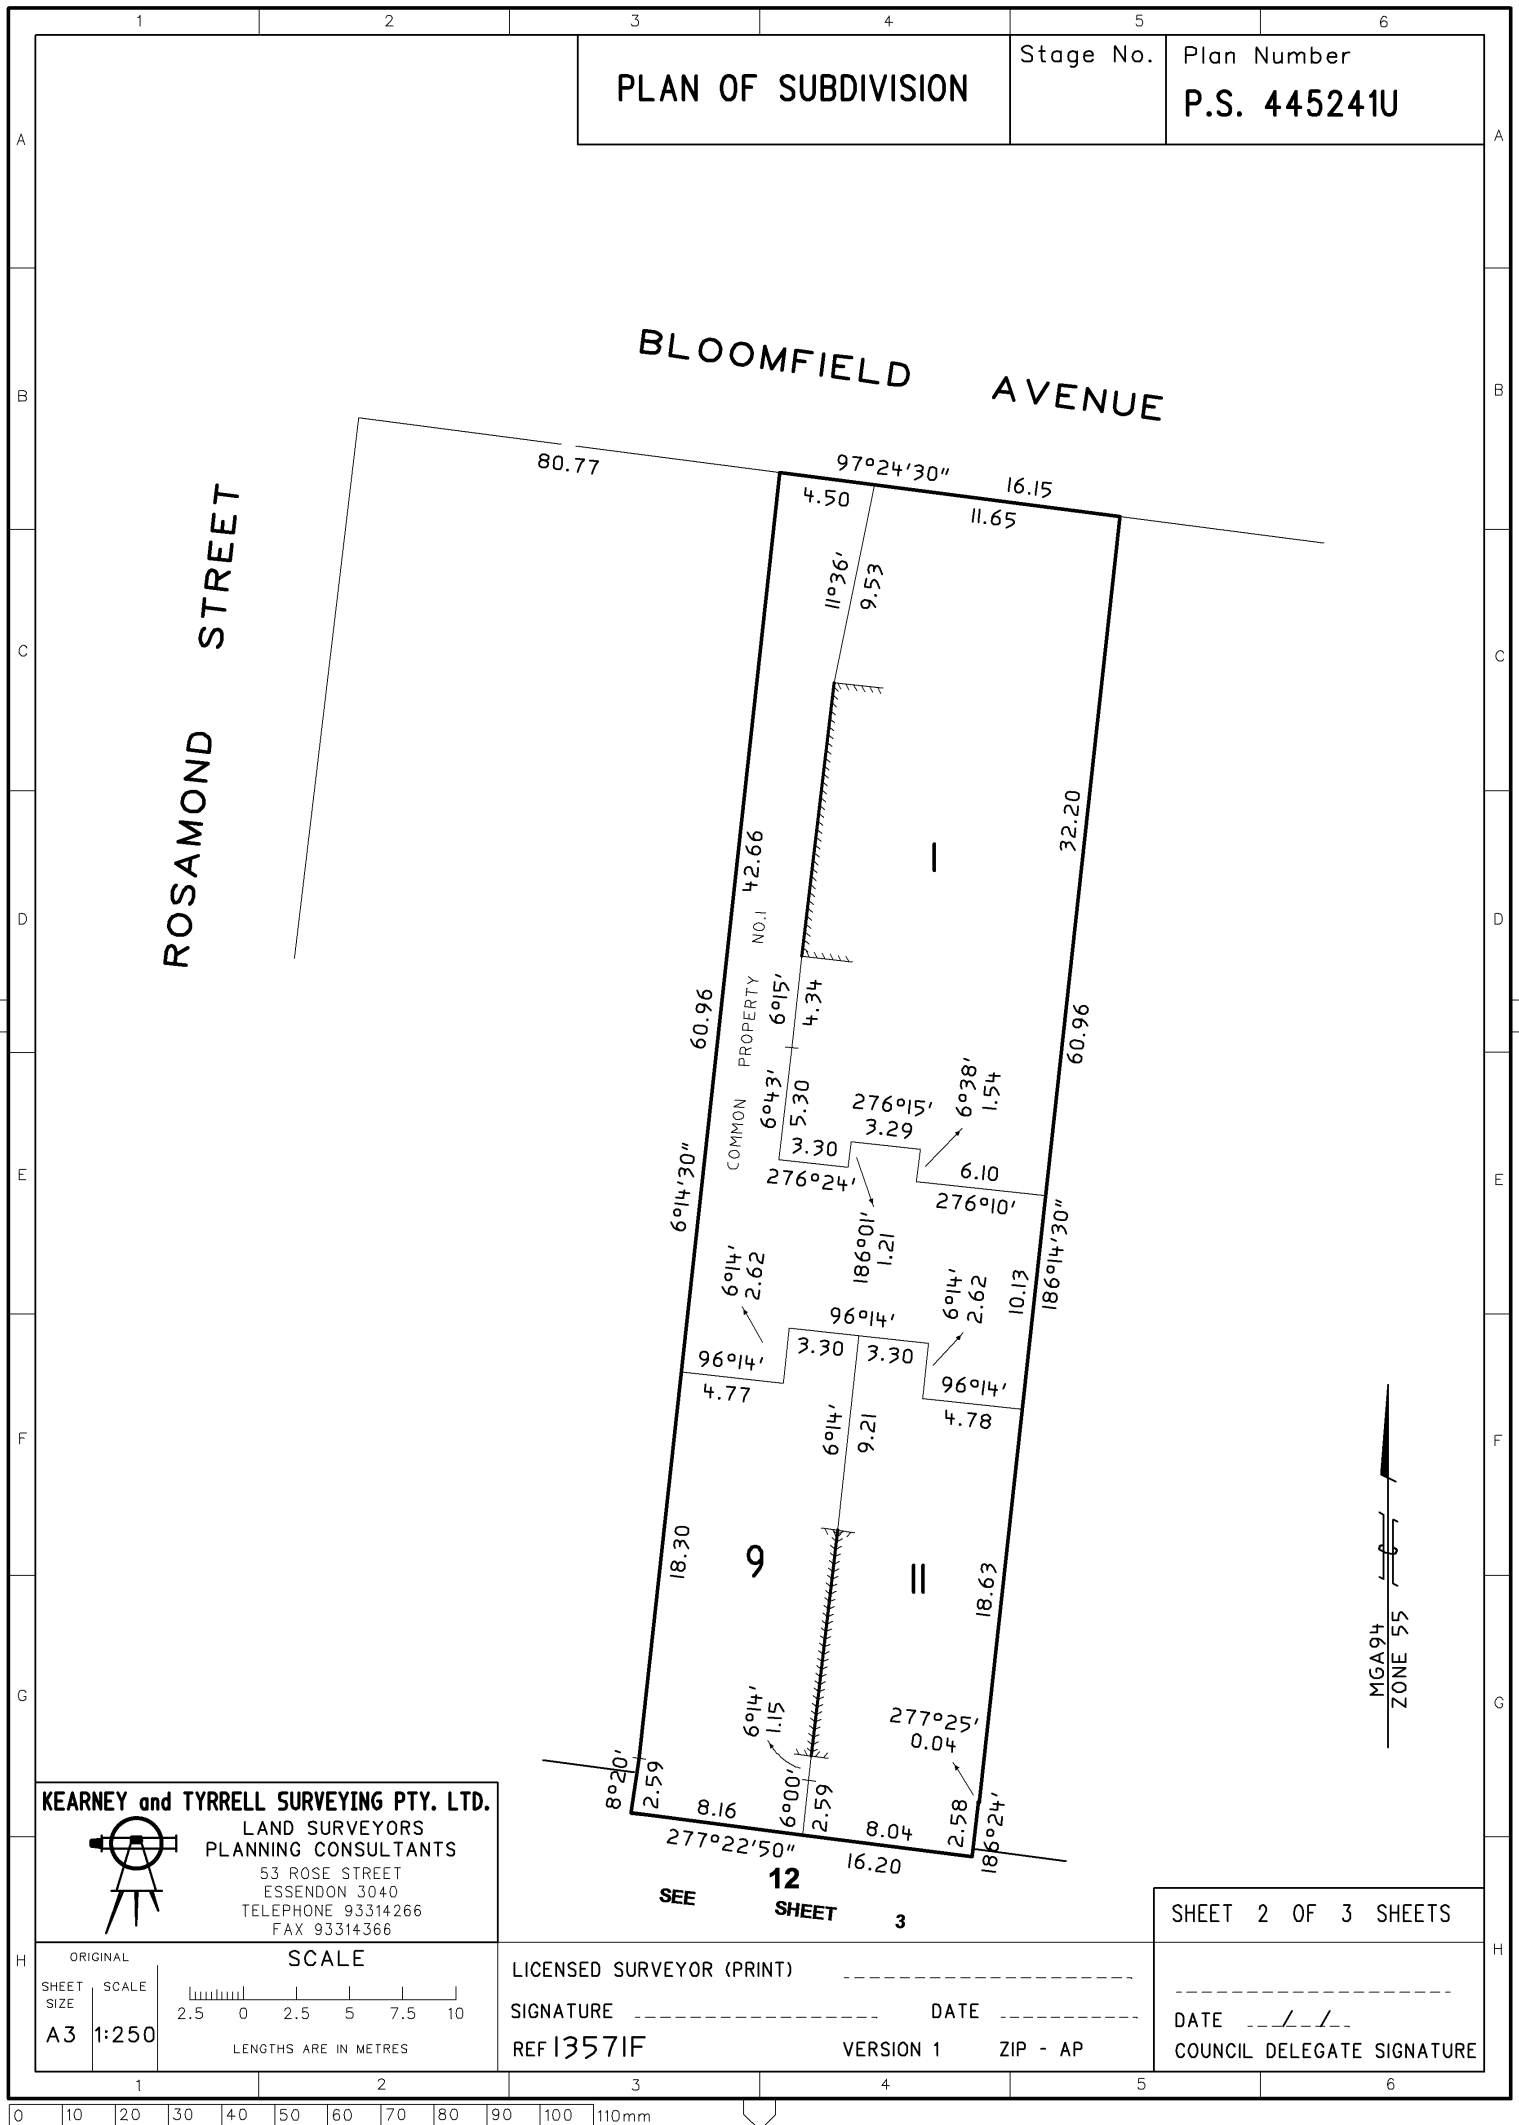 1 2 3 4 5 6
PLAN OF SUBDIVISION
Stage No.
Plan Number
P.S. 445241U
A A
B B
C C
D D
E E
F F
G G
H H
BLOOMFIELD AVENUE
ROSAMOND STREET
80.77
97°24'30"
16.15
4.50
11.65
11°36'
9.53
42.66
32.20
1
COMMON PROPERTY NO.1
60.96
6°14'30"
6°15'
4.34
60.96
6°43'
5.30
276°15'
3.29
6°38'
1.54
3.30
276°24'
6.10
276°10'
186°01'
1.21
186°14'30"
10.13
6°14'
2.62
6°14'
2.62
96°14'
3.30 3.30
96°14'
4.77
96°14'
4.78
6°14'
9.21
18.30
9
11
18.63
6°14'
1.15
277°25'
0.04
8°20'
2.59
6°00'
2.59
2.58
186°24'
8.16
8.04
277°22'50"
16.20
12
SEE SHEET 3
MGA94
ZONE 55
KEARNEY and TYRRELL SURVEYING PTY. LTD.
LAND SURVEYORS
PLANNING CONSULTANTS
53 ROSE STREET
ESSENDON 3040
TELEPHONE 93314266
FAX 93314366
SHEET 2 OF 3 SHEETS
ORIGINAL
SHEET SIZE
SCALE
A3
1:250
SCALE
2.5 0 2.5 5 7.5 10
LENGTHS ARE IN METRES
LICENSED SURVEYOR (PRINT)
SIGNATURE DATE
REF 13571F VERSION 1 ZIP - AP
DATE / /
COUNCIL DELEGATE SIGNATURE
1 2 3 4 5 6
0 10 20 30 40 50 60 70 80 90 100 110mm